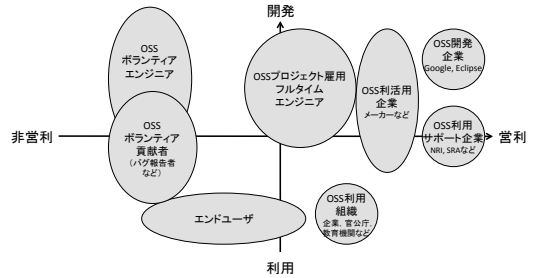 開発
OSS
ボランティア
エンジニア
OSSプロジェクト雇用
フルタイム
エンジニア
OSS利活用
企業
メーカーなど
OSS開発
企業
Google, Eclipse
非営利
OSS
ボランティア
貢献者
（バグ報告者
など）
OSS利用
サポート企業
NRI, SRAなど
営利
エンドユーザ
OSS利用
組織
企業、官公庁、
教育機関など
利用